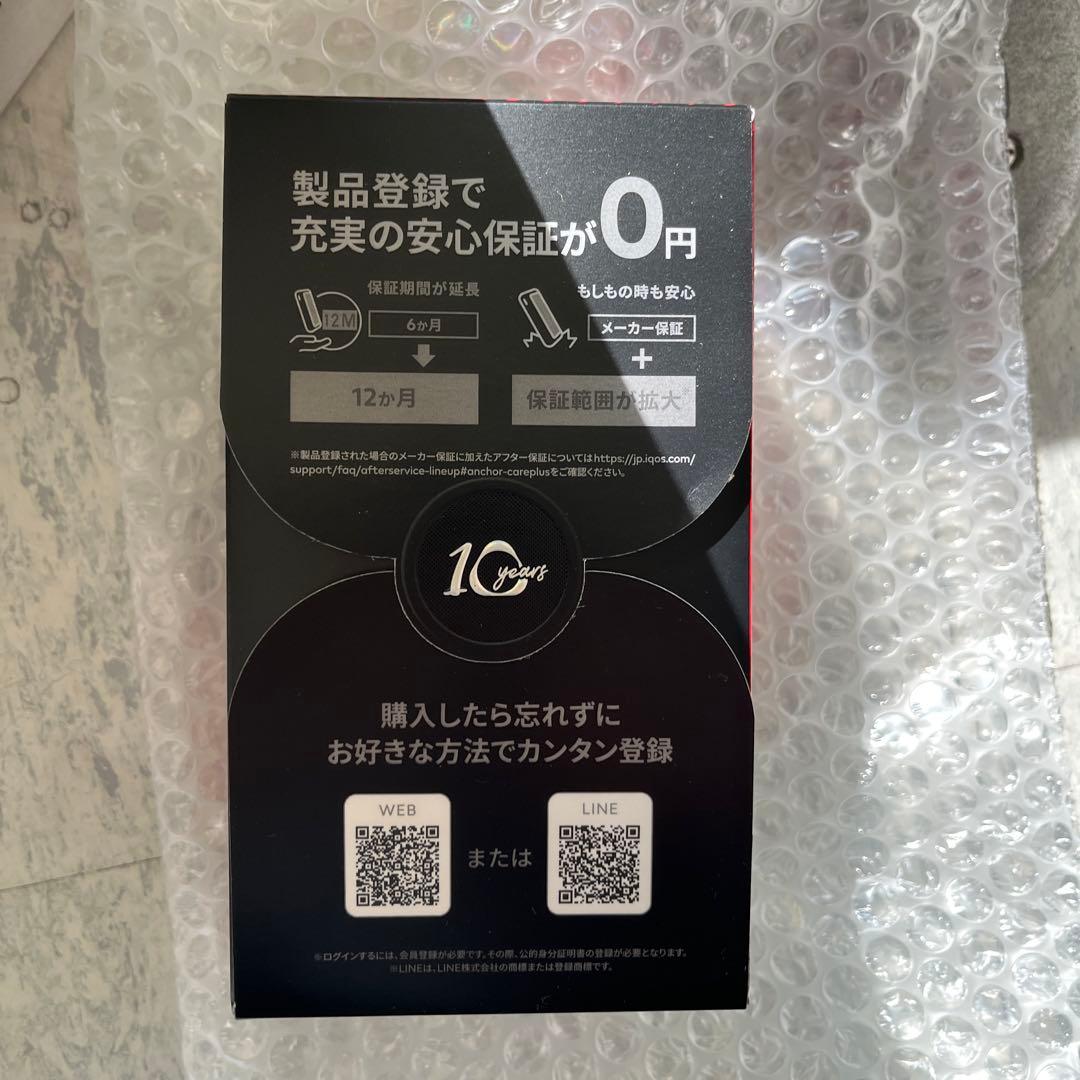 製品登録で
充実の安心保証が0円
保証期間が延長
12M
6か月
12か月
もしもの時も安心
メーカー保証
+
保証範囲が拡大※
※製品登録された場合のメーカー保証に加えたアフター保証についてはhttps://jp.iqos.com/
support/faq/afterservice-lineup#anchor-careplusをご確認ください。
10 years
購入したら忘れずに
お好きな方法でカンタン登録
WEB
または
LINE
※ログインするには、会員登録が必要です。その際、公的身分証明書の登録が必要となります。
※LINEは、LINE株式会社の商標または登録商標です。